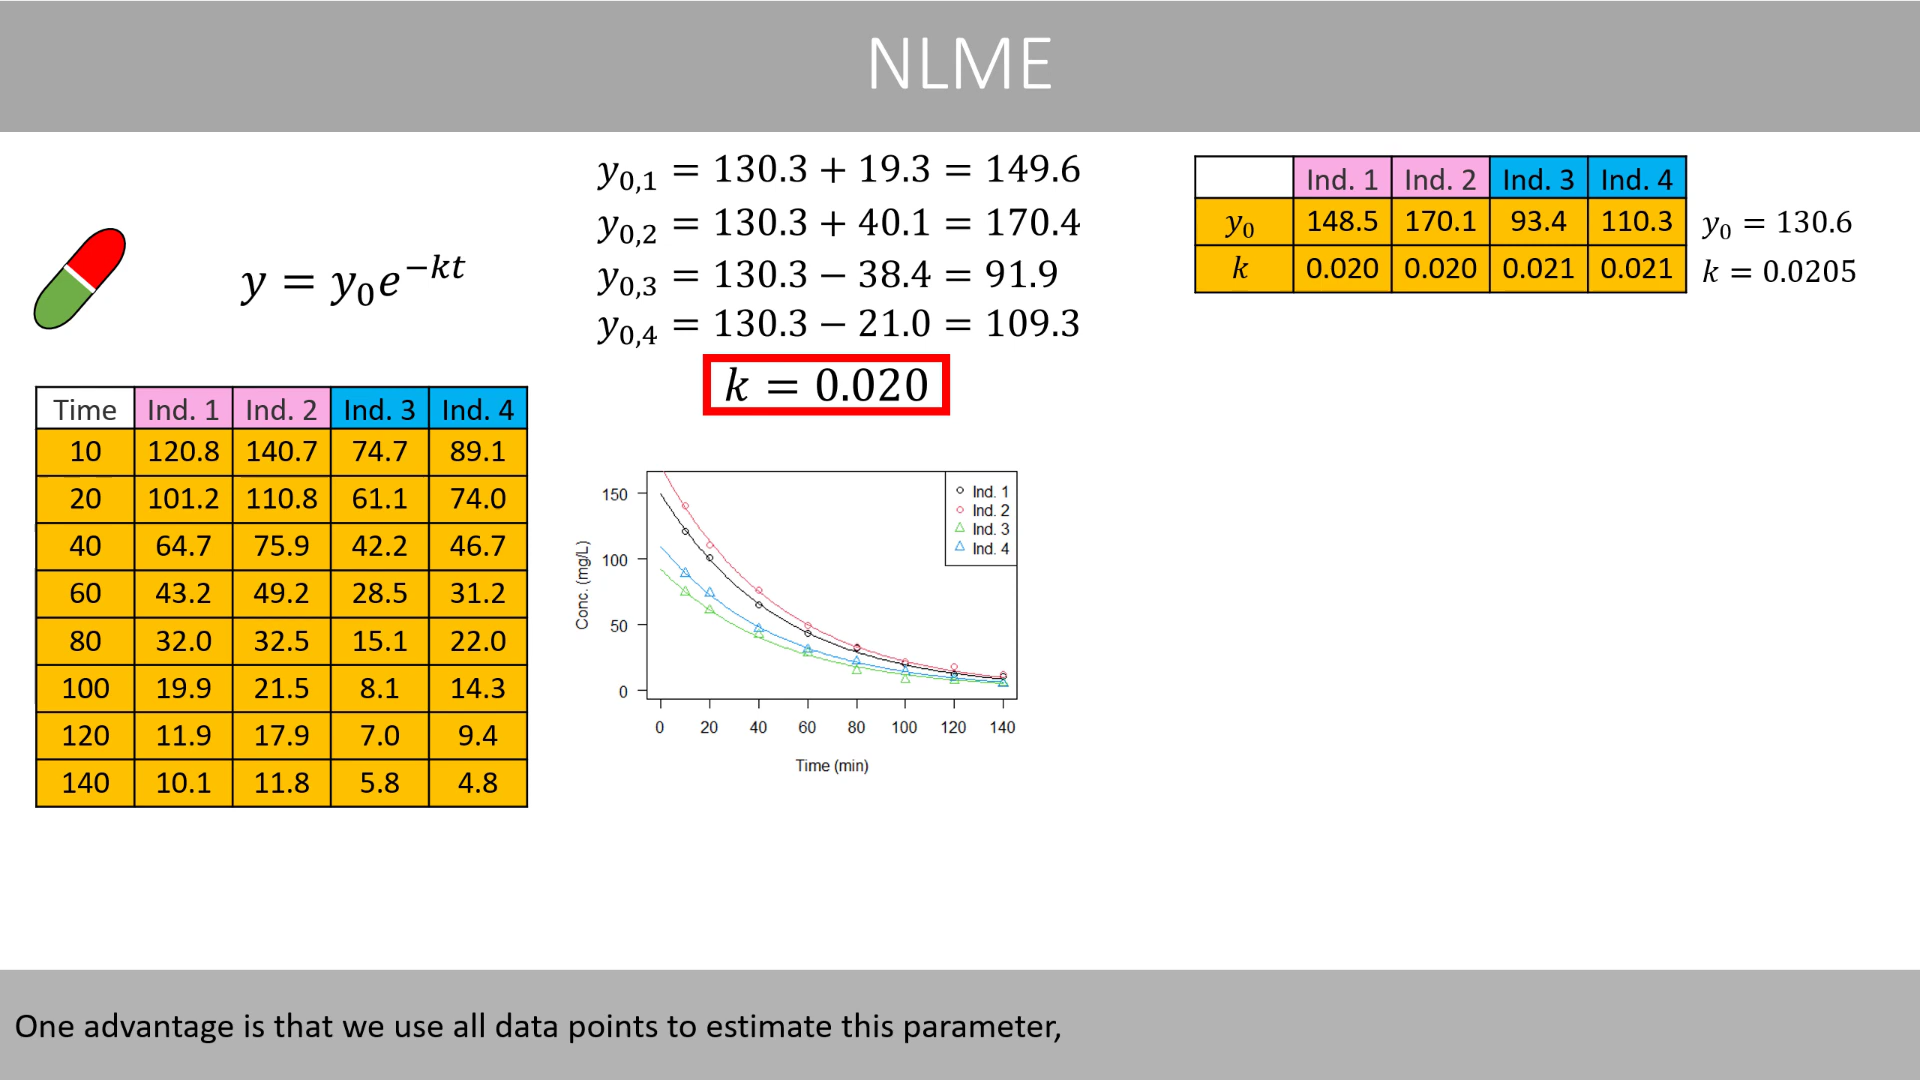 NLME
y = y₀e^{−kt}
y₀,₁ = 130.3 + 19.3 = 149.6
y₀,₂ = 130.3 + 40.1 = 170.4
y₀,₃ = 130.3 − 38.4 = 91.9
y₀,₄ = 130.3 − 21.0 = 109.3
k = 0.020
Ind. 1 Ind. 2 Ind. 3 Ind. 4
y₀ 148.5 170.1 93.4 110.3 y₀ = 130.6
k 0.020 0.020 0.021 0.021 k = 0.0205
Time Ind. 1 Ind. 2 Ind. 3 Ind. 4
10 120.8 140.7 74.7 89.1
20 101.2 110.8 61.1 74.0
40 64.7 75.9 42.2 46.7
60 43.2 49.2 28.5 31.2
80 32.0 32.5 15.1 22.0
100 19.9 21.5 8.1 14.3
120 11.9 17.9 7.0 9.4
140 10.1 11.8 5.8 4.8
Conc. (mg/L)
150
100
50
0
Ind. 1
Ind. 2
Ind. 3
Ind. 4
0 20 40 60 80 100 120 140
Time (min)
One advantage is that we use all data points to estimate this parameter,